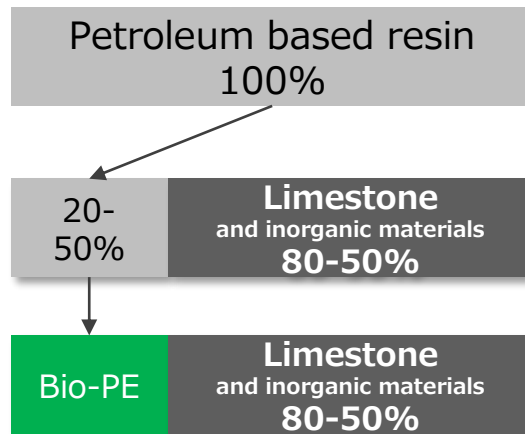 Petroleum based resin
100%
20-
50%
Limestone
and inorganic materials
80-50%
Bio-PE
Limestone
and inorganic materials
80-50%